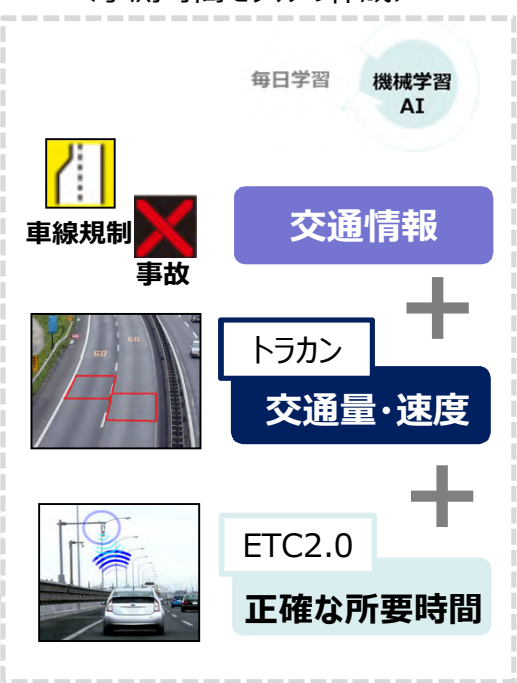 毎日学習
機械学習
AI
車線規制
事故
交通情報
+
トラカン
交通量・速度
+
ETC2.0
正確な所要時間